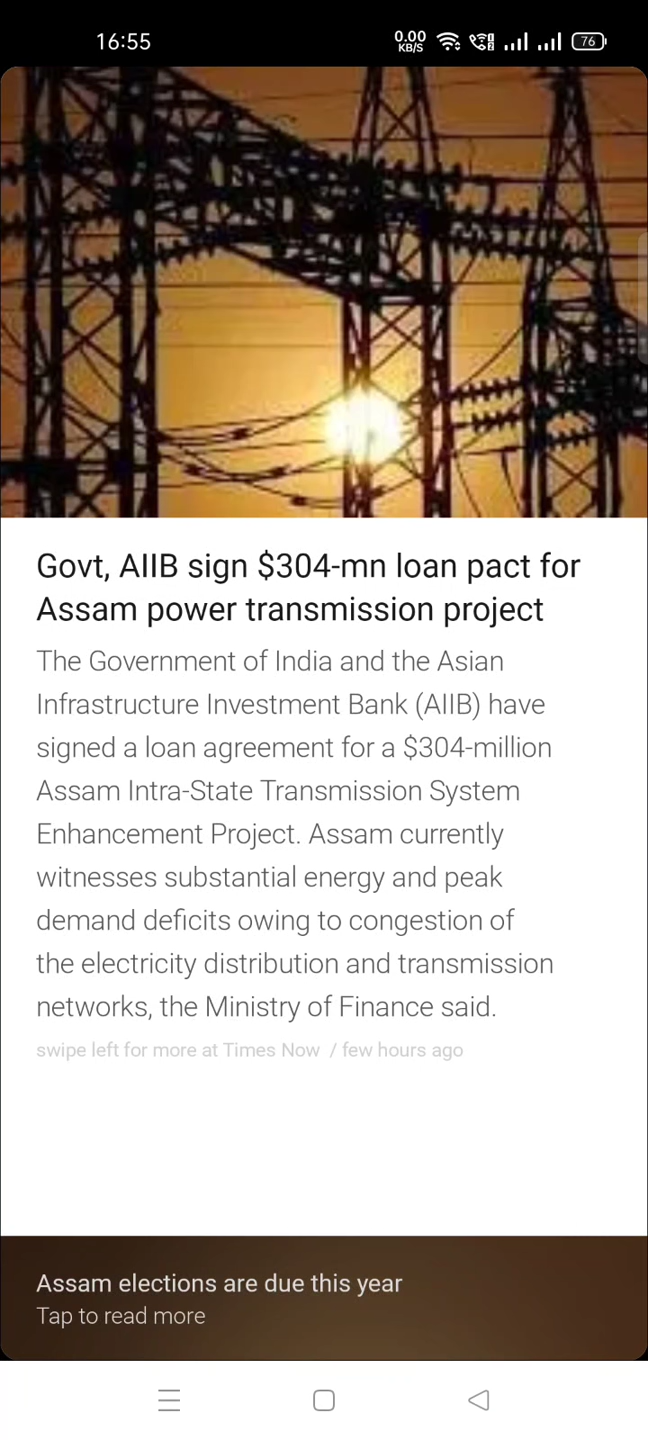 16:55
0.00
KB/S
76
Govt, AIIB sign $304-mn loan pact for
Assam power transmission project
The Government of India and the Asian
Infrastructure Investment Bank (AIIB) have
signed a loan agreement for a $304-million
Assam Intra-State Transmission System
Enhancement Project. Assam currently
witnesses substantial energy and peak
demand deficits owing to congestion of
the electricity distribution and transmission
networks, the Ministry of Finance said.
swipe left for more at Times Now / few hours ago
Assam elections are due this year
Tap to read more